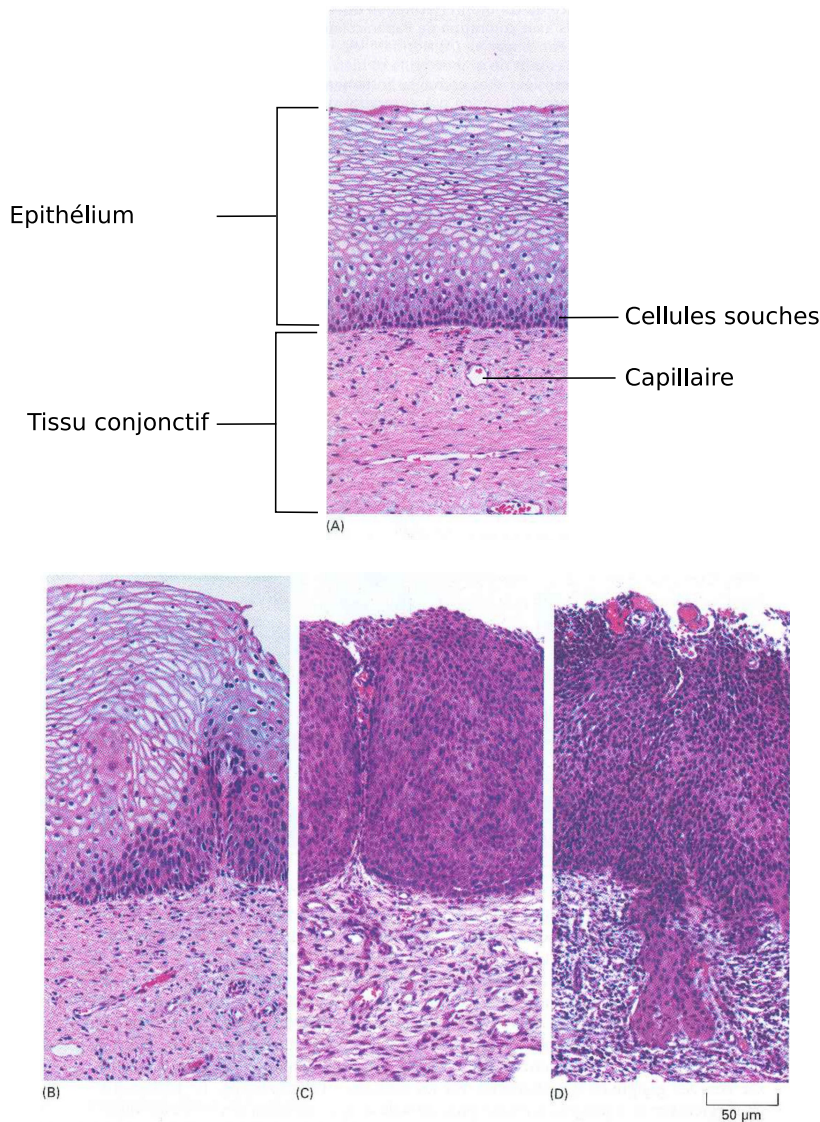 Epithélium
Cellules souches
Capillaire
Tissu conjonctif
(A)
(B)
(C)
(D)
50 µm